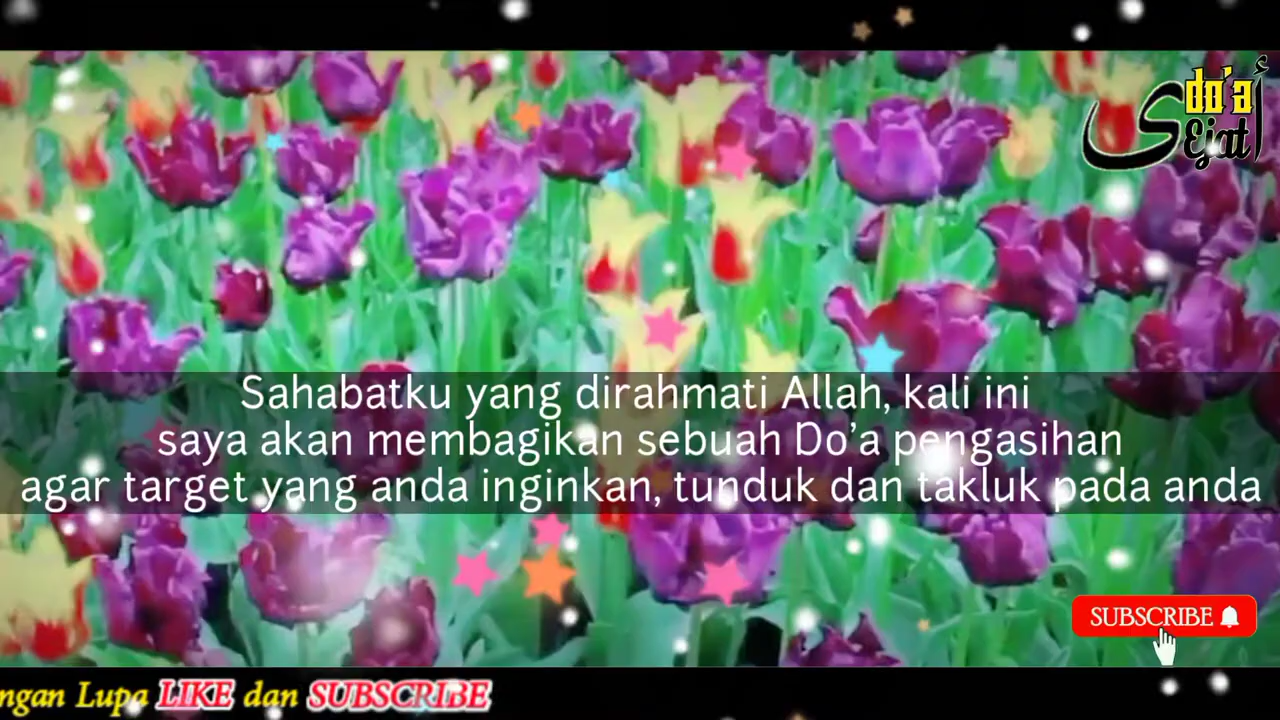 do'a
Ejati
Sahabatku yang dirahmati Allah, kali ini
saya akan membagikan sebuah Do'a pengasihan
agar target yang anda inginkan, tunduk dan takluk pada anda
SUBSCRIBE
ngan Lupa LIKE dan SUBSCRIBE